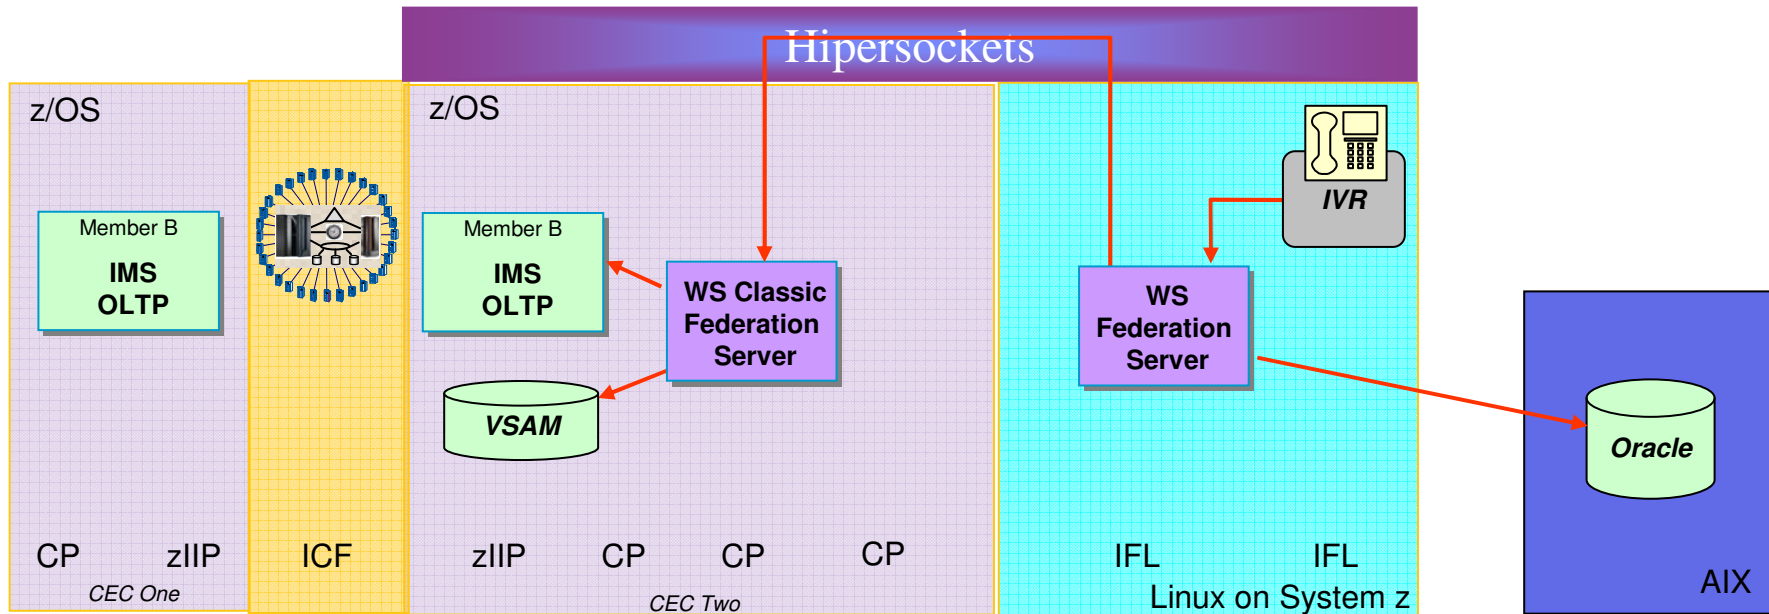 Hipersockets
z/OS
z/OS
IVR
Member B
IMS
OLTP
Member B
IMS
OLTP
WS Classic
Federation
Server
WS
Federation
Server
VSAM
Oracle
CP
zIIP
ICF
zIIP
CP
CP
CP
IFL
IFL
CEC One
CEC Two
Linux on System z
AIX